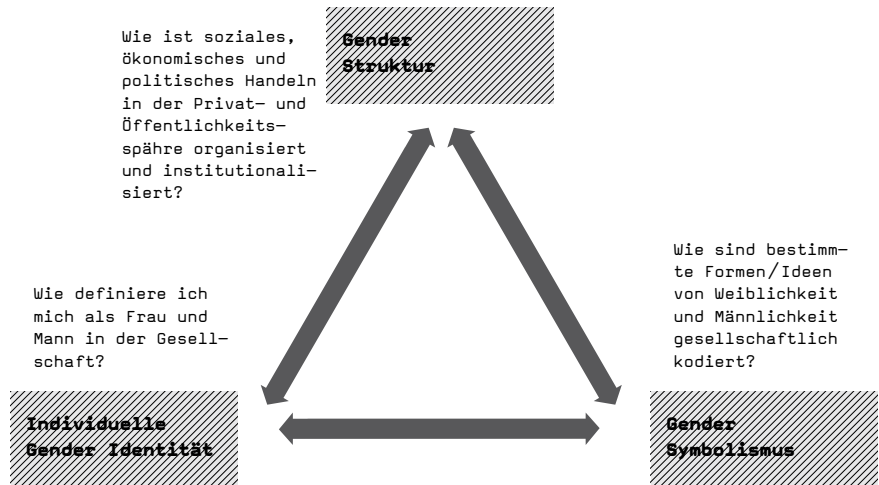 Wie ist soziales,
ökonomisches und
politisches Handeln
in der Privat- und
Öffentlichkeits-
spähre organisiert
und institutionali-
siert?
Gender
Struktur
Wie definiere ich
mich als Frau und
Mann in der Gesell-
schaft?
Individuelle
Gender Identität
Wie sind bestimm-
te Formen/Ideen
von Weiblichkeit
und Männlichkeit
gesellschaftlich
kodiert?
Gender
Symbolismus